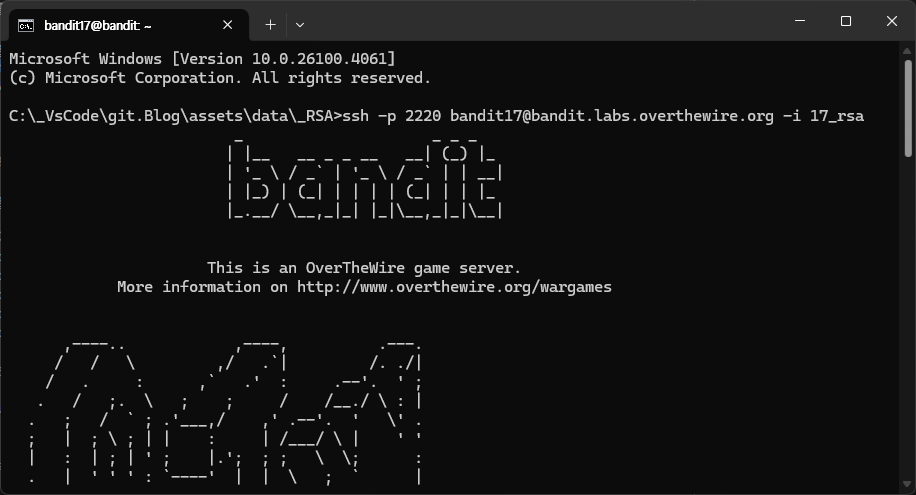 bandit17@bandit: ~
Microsoft Windows [Version 10.0.26100.4061]
(c) Microsoft Corporation. All rights reserved.
C:\_VsCode\git.Blog\assets\data\_RSA>ssh -p 2220 bandit17@bandit.labs.overthewire.org -i 17_rsa
bandit
This is an OverTheWire game server.
More information on http://www.overthewire.org/wargames